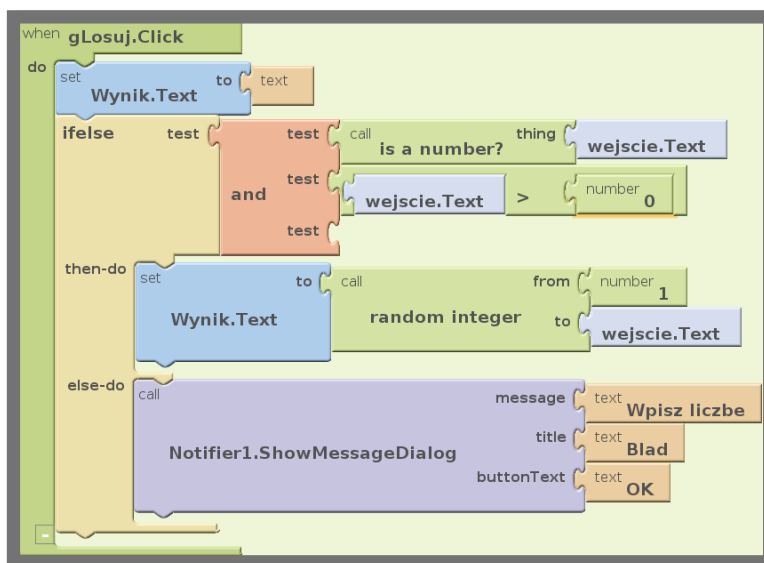 when gLosuj.Click
do
set Wynik.Text to text
ifelse test test call is a number? thing wejscie.Text
and test wejscie.Text > number 0
test
then-do set Wynik.Text to call random integer from number 1
to wejscie.Text
else-do call Notifier1.ShowMessageDialog message text Wpisz liczbe
title text Blad
buttonText text OK
-